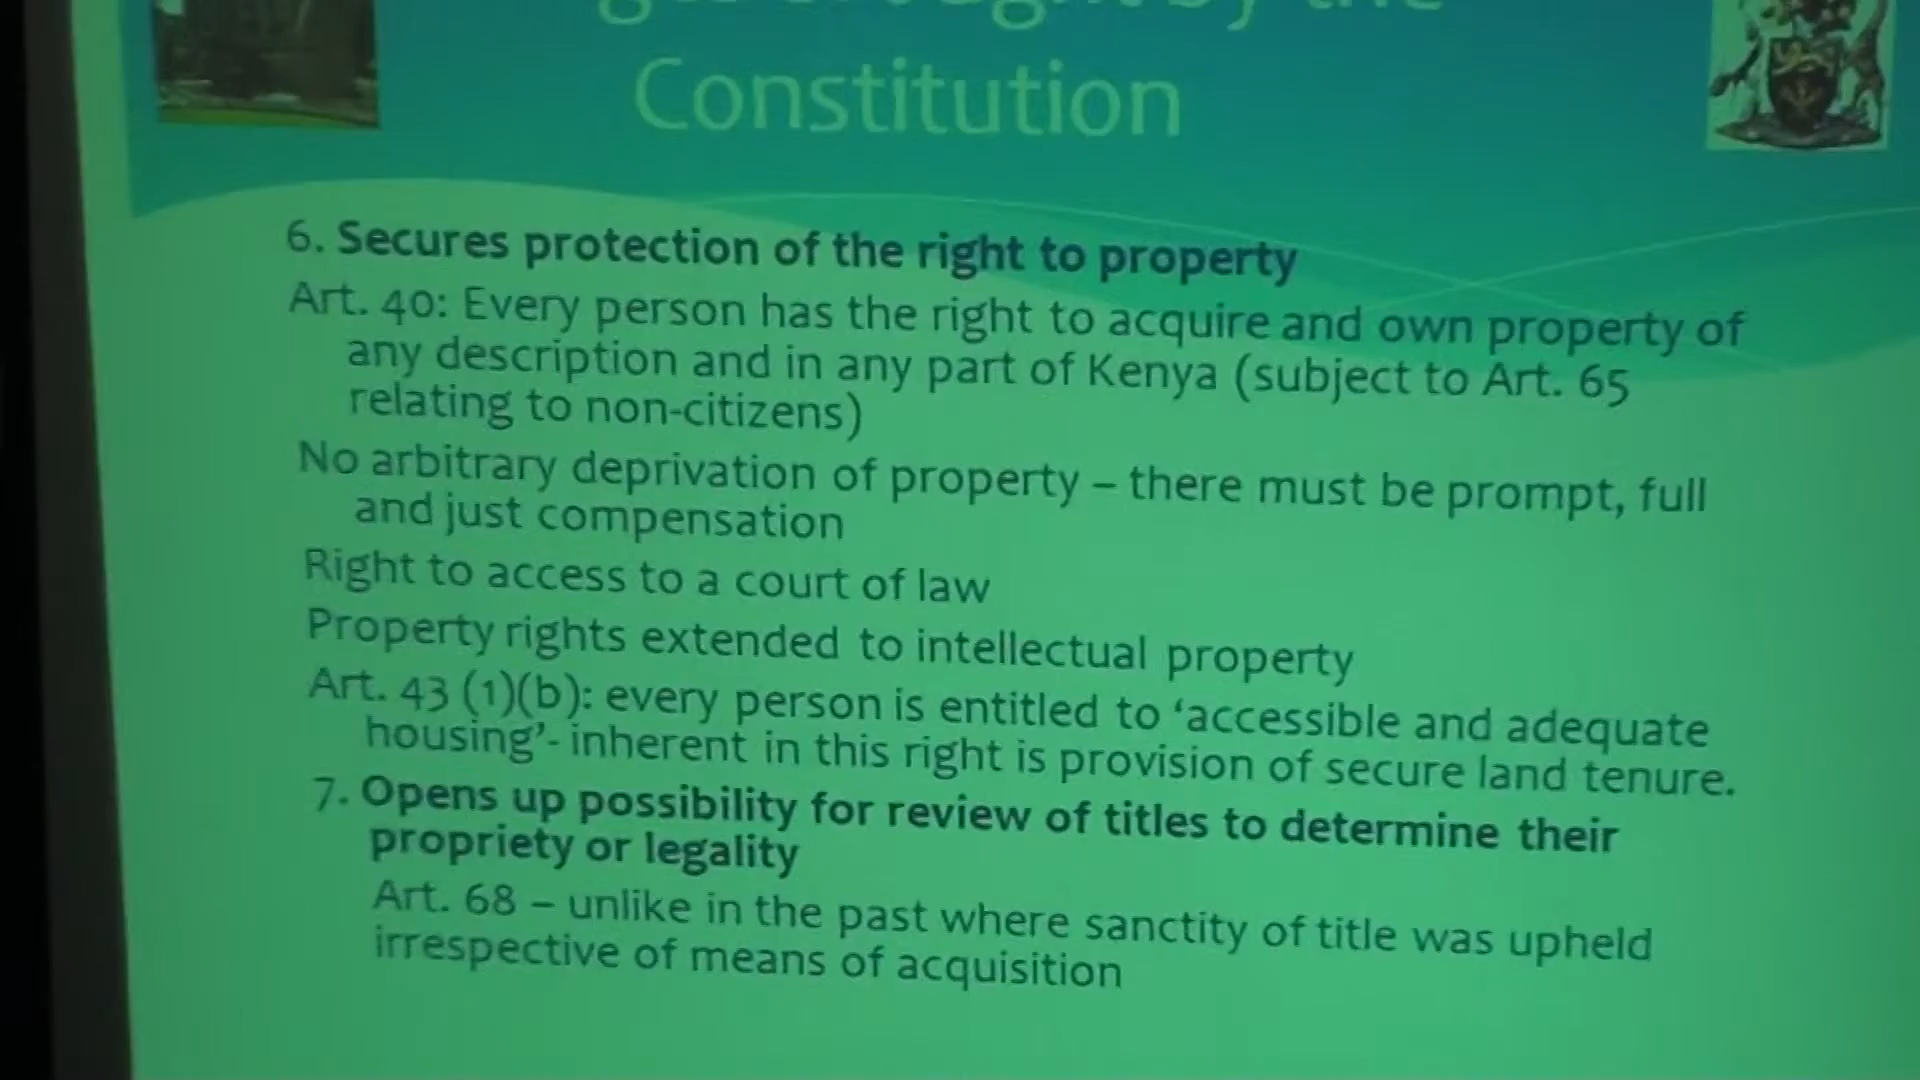 by the
Constitution
6. Secures protection of the right to property
Art. 40: Every person has the right to acquire and own property of
any description and in any part of Kenya (subject to Art. 65
relating to non-citizens)
No arbitrary deprivation of property – there must be prompt, full
and just compensation
Right to access to a court of law
Property rights extended to intellectual property
Art. 43 (1)(b): every person is entitled to ‘accessible and adequate
housing’- inherent in this right is provision of secure land tenure.
7. Opens up possibility for review of titles to determine their
propriety or legality
Art. 68 – unlike in the past where sanctity of title was upheld
irrespective of means of acquisition